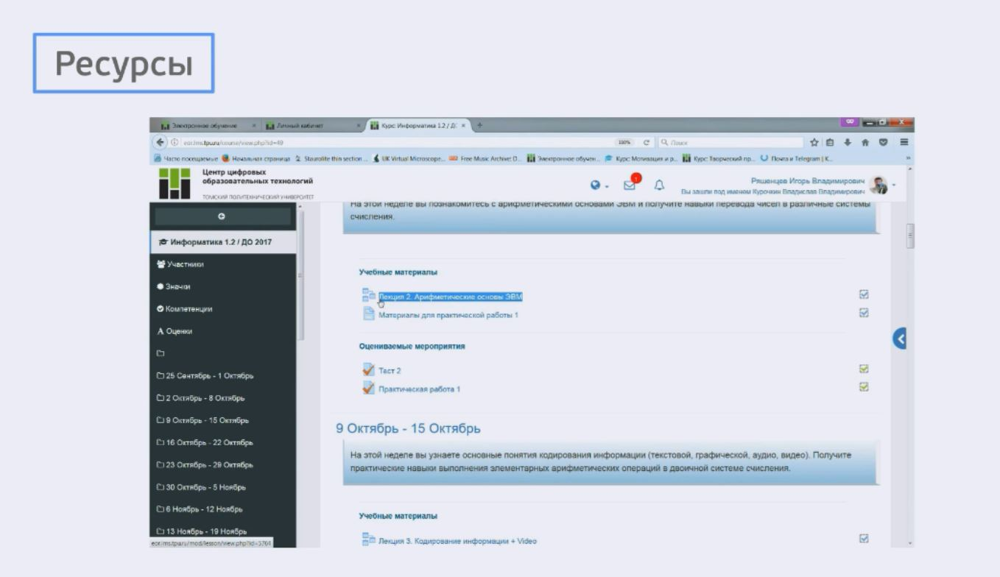 Ресурсы
Электронное обучение
Личный кабинет
Курс: Информатика 1.2 / Д
eor.lms.tpu.ru/course/view.php?id=49
110%
Поиск
Часто посещаемые
Начальная страница
Staurolite thin section ...
UK Virtual Microscope...
Free Music Archive: D...
Электронное обучен...
Курс: Мотивация и р...
Курс: Творческий пр...
Почта и Telegram | К...
Центр цифровых
образовательных технологий
ТОМСКИЙ ПОЛИТЕХНИЧЕСКИЙ УНИВЕРСИТЕТ
1
Ряшенцев Игорь Владимирович
Вы зашли под именем Курочкин Владислав Владимирович
Информатика 1.2 / ДО 2017
Участники
Значки
Компетенции
Оценки
25 Сентябрь - 1 Октябрь
2 Октябрь - 8 Октябрь
9 Октябрь - 15 Октябрь
16 Октябрь - 22 Октябрь
23 Октябрь - 29 Октябрь
30 Октябрь - 5 Ноябрь
6 Ноябрь - 12 Ноябрь
13 Ноябрь - 19 Ноябрь
eor.lms.tpu.ru/mod/lesson/view.php?id=3764
На этой неделе вы познакомитесь с арифметическими основами ЭВМ и получите навыки перевода чисел в различные системы
счисления.
Учебные материалы
Лекция 2. Арифметические основы ЭВМ
Материалы для практической работы 1
Оцениваемые мероприятия
Тест 2
Практическая работа 1
9 Октябрь - 15 Октябрь
На этой неделе вы узнаете основные понятия кодирования информации (текстовой, графической, аудио, видео). Получите
практические навыки выполнения элементарных арифметических операций в двоичной системе счисления.
Учебные материалы
Лекция 3. Кодирование информации + Video